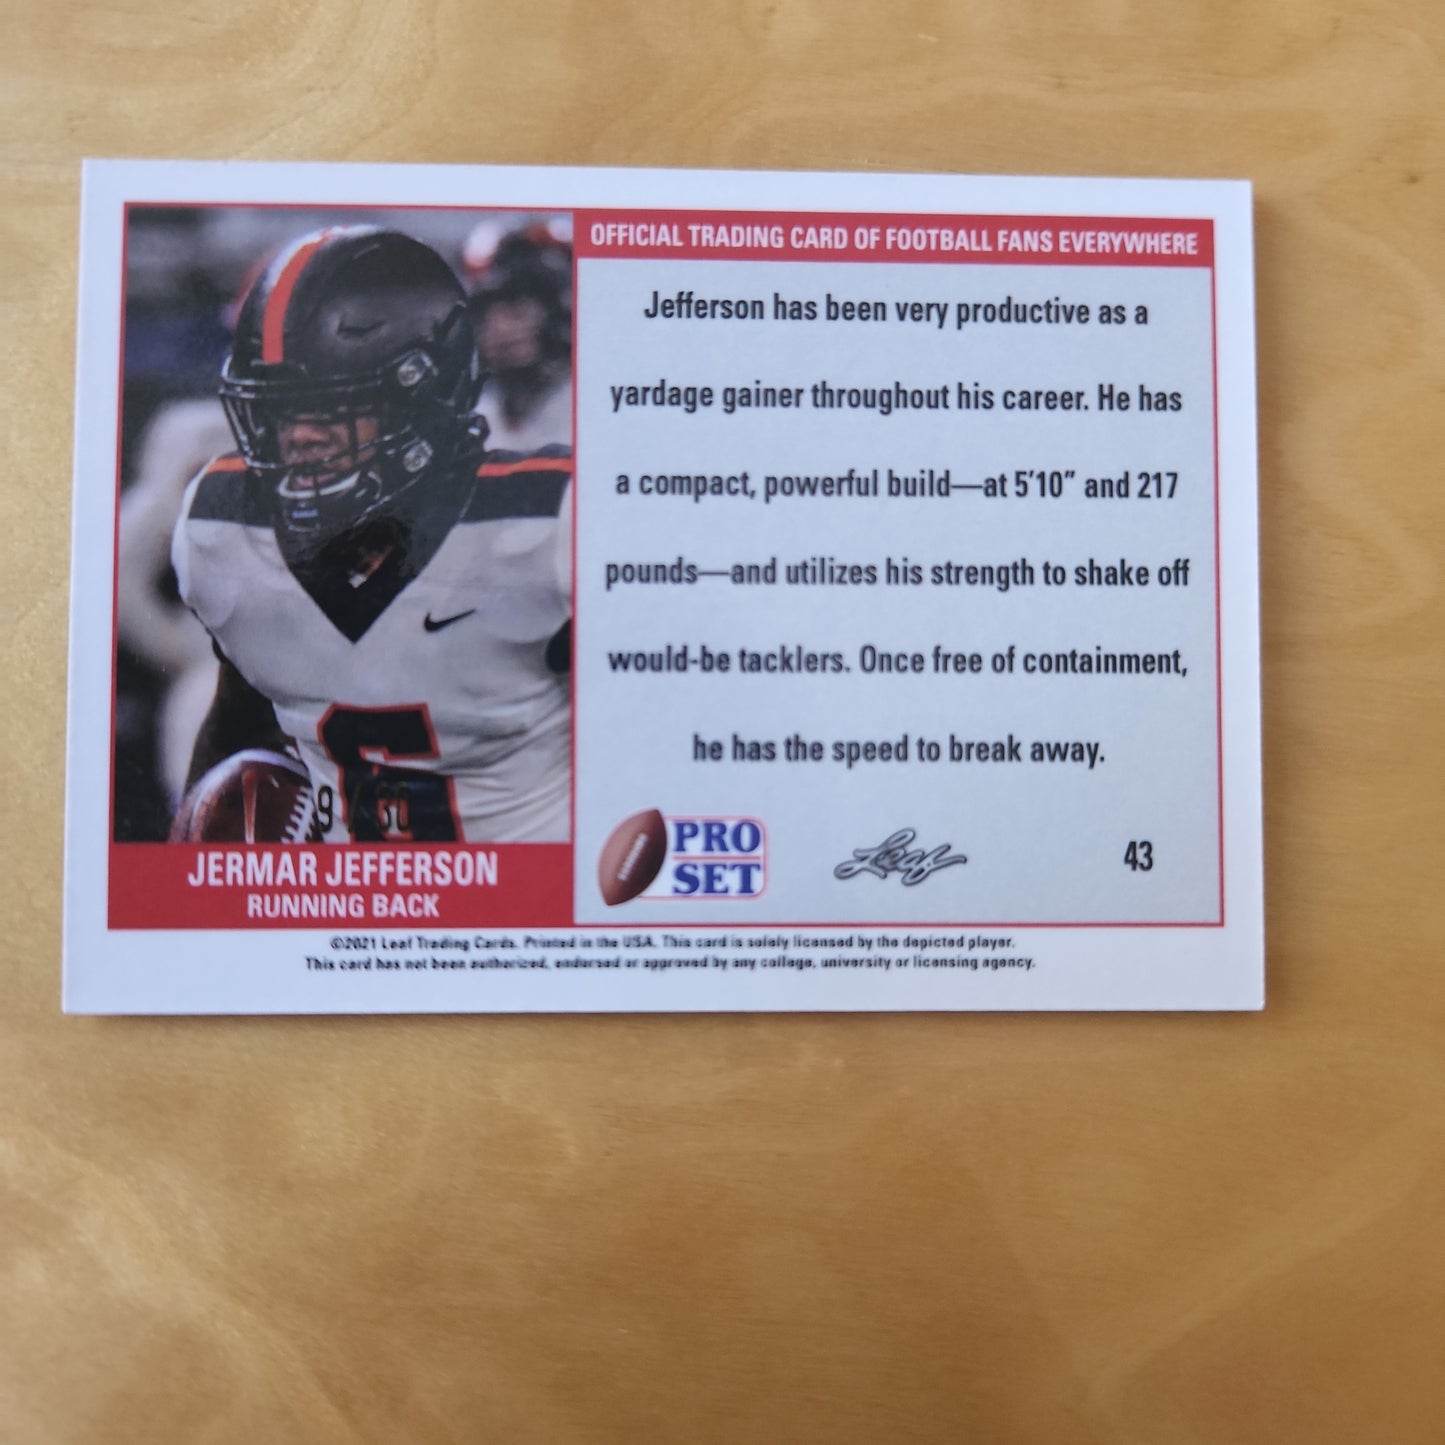 OFFICIAL TRADING CARD OF FOOTBALL FANS EVERYWHERE
Jefferson has been very productive as a
yardage gainer throughout his career. He has
a compact, powerful build—at 5'10" and 217
pounds—and utilizes his strength to shake off
would-be tacklers. Once free of containment,
he has the speed to break away.
6
9 / 30
JERMAR JEFFERSON
RUNNING BACK
PRO
SET
Leaf
43
©2021 Leaf Trading Cards. Printed in the USA. This card is solely licensed by the depicted player.
This card has not been authorized, endorsed or approved by any college, university or licensing agency.